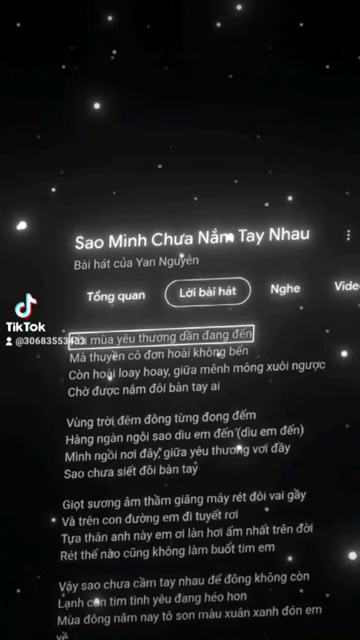 Sao Mình Chưa Nắm Tay Nhau
Bài hát của Yan Nguyễn
Tổng quan
Lời bài hát
Nghe
Vide
TikTok
mùa yêu thương dần đang đến
Mà thuyền cô đơn hoài không bến
Còn hoài loay hoay, giữa mênh mông xuôi ngược
Chờ được nắm đôi bàn tay ai
Vùng trời đêm đông từng đong đếm
Hàng ngàn ngôi sao dìu em đến (dìu em đến)
Mình ngồi nơi đây, giữa yêu thương vơi đầy
Sao chưa siết đôi bàn tay
Giọt sương âm thầm giăng mây rét đôi vai gầy
Và trên con đường em đi tuyết rơi
Tựa thân anh này em ơi làn hơi ấm nhất trên đời
Rét thế nào cũng không làm buốt tim em
Vậy sao chưa cầm tay nhau để đông không còn
Lạnh con tim tình yêu đang héo hon
Mùa đông năm nay tô son màu xuân xanh đón em
về